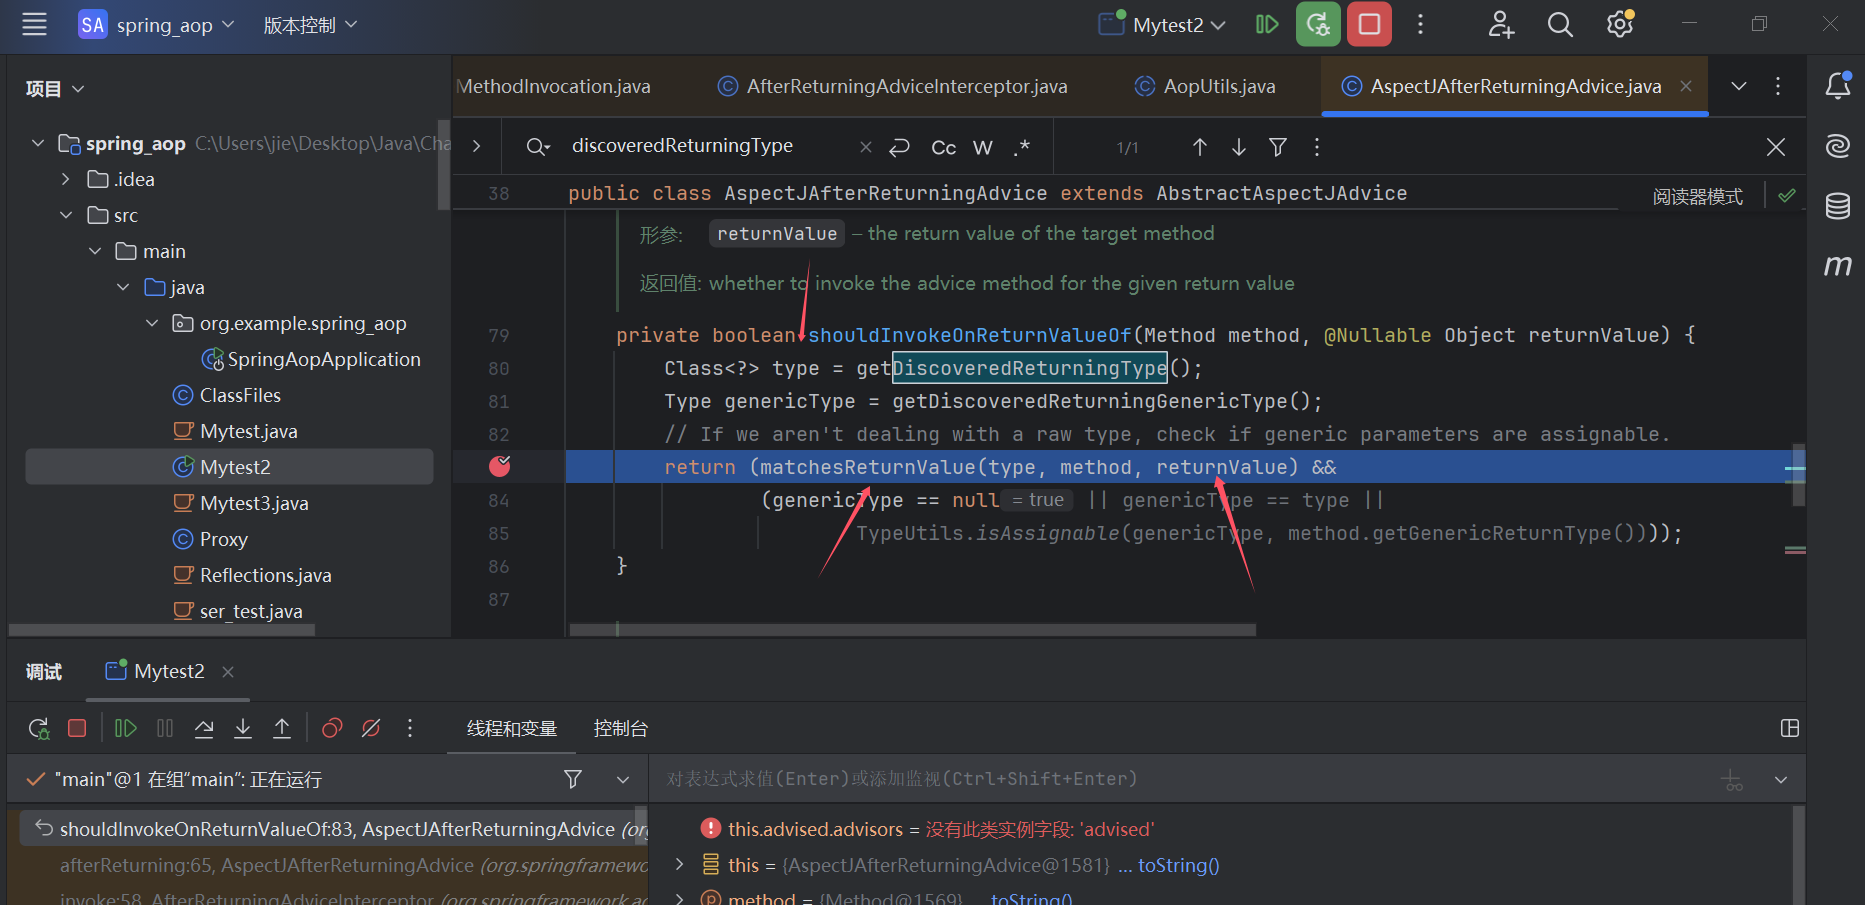 SA spring_aop 版本控制 Mytest2
项目
MethodInvocation.java AfterReturningAdviceInterceptor.java AopUtils.java AspectJAfterReturningAdvice.java
spring_aop C:\Users\jie\Desktop\Java\Cha
discoveredReturningType Cc W .* 1/1
.idea
38 public class AspectJAfterReturningAdvice extends AbstractAspectJAdvice 阅读器模式
src
形参: returnValue – the return value of the target method
main
返回值: whether to invoke the advice method for the given return value
java
org.example.spring_aop
79 private boolean shouldInvokeOnReturnValueOf(Method method, @Nullable Object returnValue) {
SpringAopApplication
80 Class<?> type = getDiscoveredReturningType();
ClassFiles
81 Type genericType = getDiscoveredReturningGenericType();
Mytest.java
82 // If we aren't dealing with a raw type, check if generic parameters are assignable.
Mytest2
return (matchesReturnValue(type, method, returnValue) &&
Mytest3.java
84 (genericType == null = true || genericType == type ||
Proxy
85 TypeUtils.isAssignable(genericType, method.getGenericReturnType())));
Reflections.java
86 }
ser_test.java
87
调试 Mytest2
线程和变量 控制台
"main"@1 在组"main": 正在运行
对表达式求值(Enter)或添加监视(Ctrl+Shift+Enter)
shouldInvokeOnReturnValueOf:83, AspectJAfterReturningAdvice (org
this.advised.advisors = 没有此类实例字段: 'advised'
afterReturning:65, AspectJAfterReturningAdvice (org.springframewo
this = {AspectJAfterReturningAdvice@1581} ... toString()
invoke:58, AfterReturningAdviceInterceptor (org.springframework.ao
method = {Method@1569} ... toString()
m